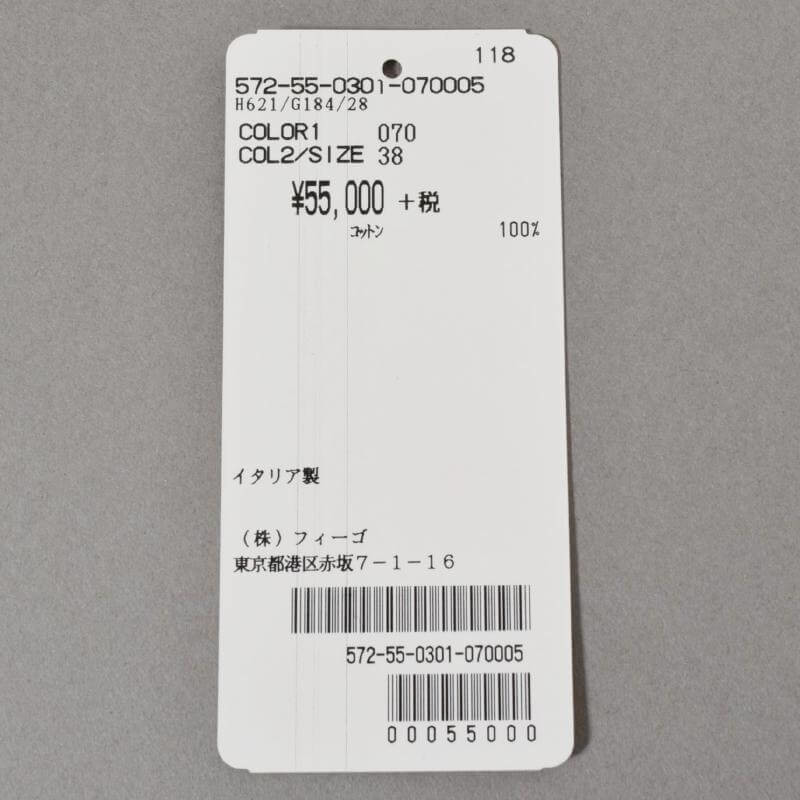 118
572-55-0301-070005
H621/G184/28
COLOR1 070
COL2/SIZE 38
¥55,000 +税
コットン 100%
イタリア製
(株)フィーゴ
東京都港区赤坂7-1-16
572-55-0301-070005
00055000